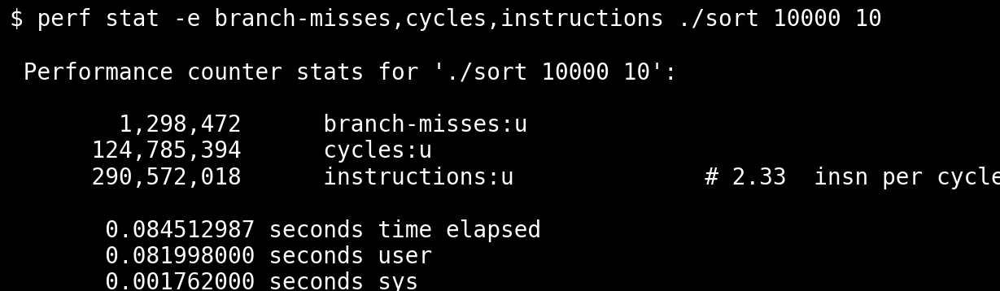 $ perf stat -e branch-misses,cycles,instructions ./sort 10000 10
Performance counter stats for './sort 10000 10':
1,298,472 branch-misses:u
124,785,394 cycles:u
290,572,018 instructions:u # 2.33 insn per cycle
0.084512987 seconds time elapsed
0.081998000 seconds user
0.001762000 seconds sys